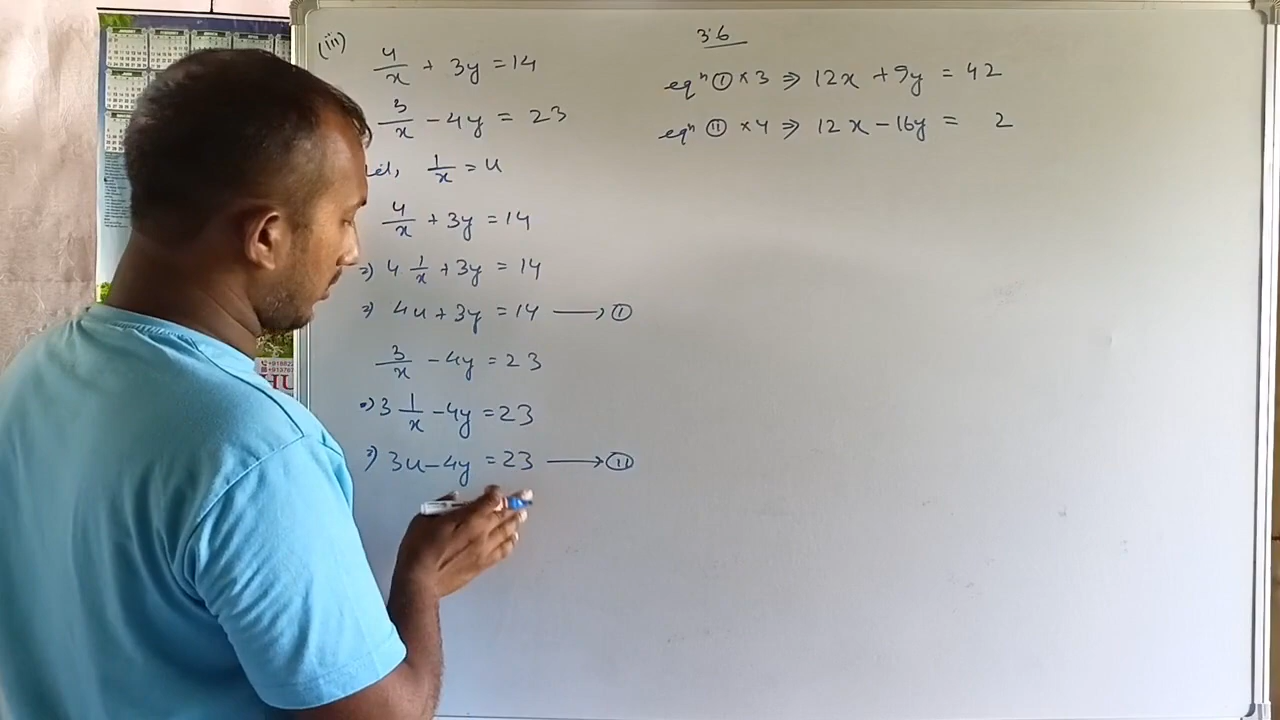 (iii)
4/x + 3y = 14
3/x - 4y = 23
Let, 1/x = u
4/x + 3y = 14
⇒ 4 1/x + 3y = 14
⇒ 4u + 3y = 14 ⟶ (I)
3/x - 4y = 23
⇒ 3 1/x - 4y = 23
⇒ 3u - 4y = 23 ⟶ (II)
3.6
eqⁿ (I) × 3 ⇒ 12x + 9y = 42
eqⁿ (II) × 4 ⇒ 12x - 16y = 2